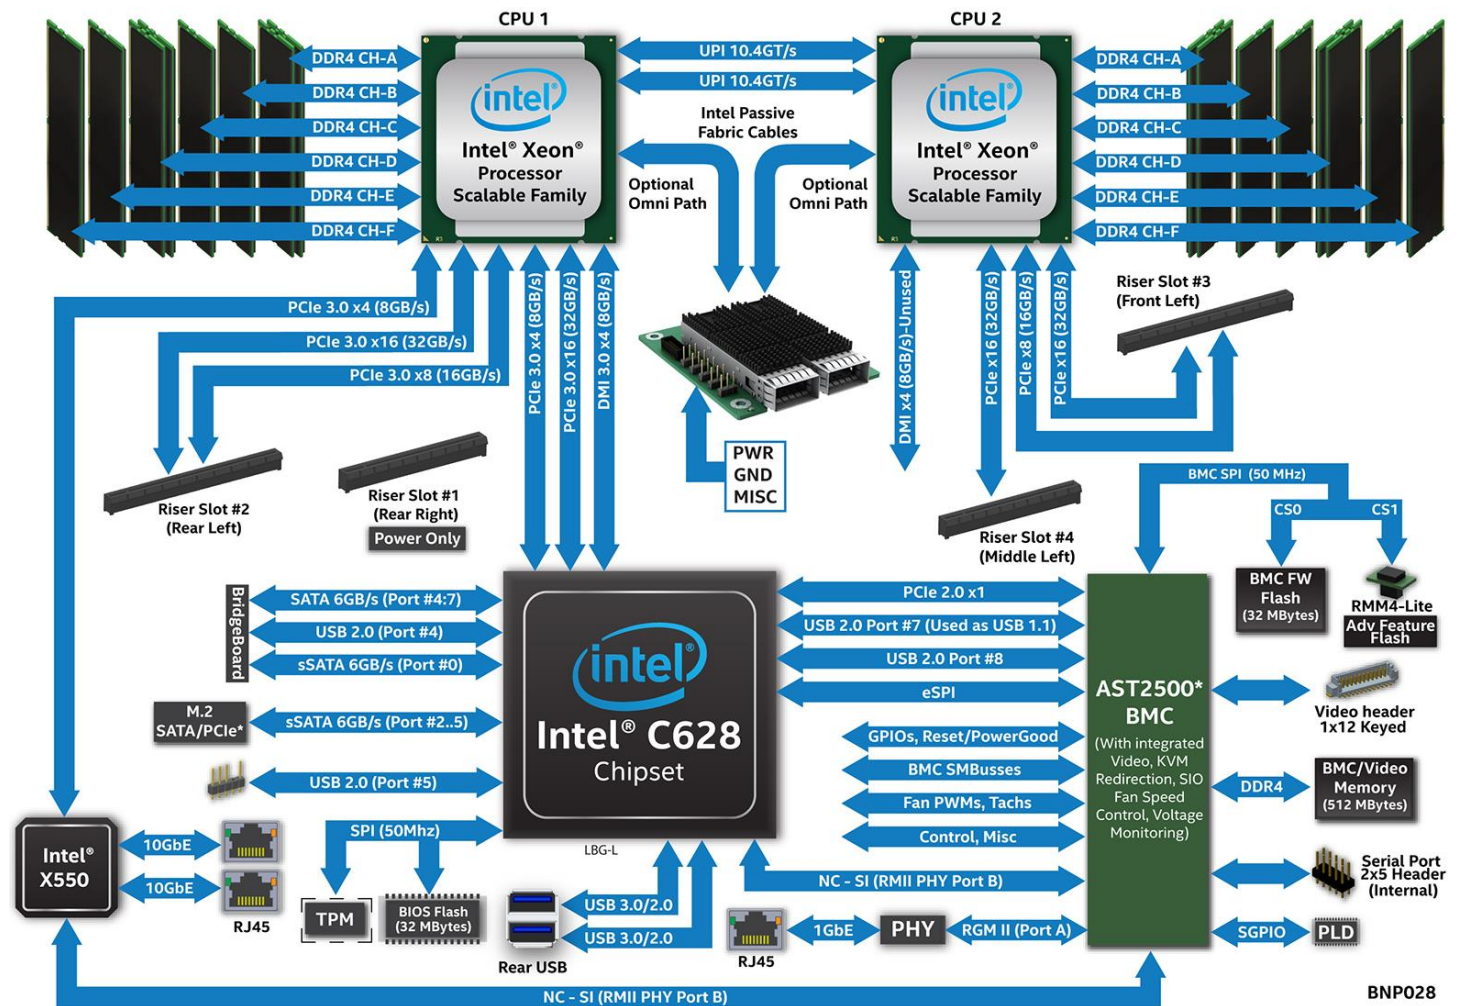 CPU 1
CPU 2
DDR4 CH-A
DDR4 CH-B
DDR4 CH-C
DDR4 CH-D
DDR4 CH-E
DDR4 CH-F
intel
Intel® Xeon®
Processor
Scalable Family
UPI 10.4GT/s
UPI 10.4GT/s
Intel Passive
Fabric Cables
Optional
Omni Path
Optional
Omni Path
intel
Intel® Xeon®
Processor
Scalable Family
DDR4 CH-A
DDR4 CH-B
DDR4 CH-C
DDR4 CH-D
DDR4 CH-E
DDR4 CH-F
PCIe 3.0 x4 (8GB/s)
PCIe 3.0 x16 (32GB/s)
PCIe 3.0 x8 (16GB/s)
PCIe 3.0 x4 (8GB/s)
PCIe 3.0 x16 (32GB/s)
DMI 3.0 x4 (8GB/s)
DMI x4 (8GB/s)-Unused
PCIe x16 (32GB/s)
PCIe x8 (16GB/s)
PCIe x16 (32GB/s)
Riser Slot #3
(Front Left)
PWR
GND
MISC
Riser Slot #2
(Rear Left)
Riser Slot #1
(Rear Right)
Power Only
Riser Slot #4
(Middle Left)
BMC SPI (50 MHz)
CS0
CS1
BMC FW
Flash
(32 MBytes)
RMM4-Lite
Adv Feature
Flash
BridgeBoard
SATA 6GB/s (Port #4:7)
USB 2.0 (Port #4)
sSATA 6GB/s (Port #0)
M.2
SATA/PCIe*
sSATA 6GB/s (Port #2..5)
USB 2.0 (Port #5)
SPI (50Mhz)
intel
Intel® C628
Chipset
LBG-L
PCIe 2.0 x1
USB 2.0 Port #7 (Used as USB 1.1)
USB 2.0 Port #8
eSPI
GPIOs, Reset/PowerGood
BMC SMBusses
Fan PWMs, Tachs
Control, Misc
NC - SI (RMII PHY Port B)
AST2500*
BMC
(With integrated
Video, KVM
Redirection, SIO
Fan Speed
Control, Voltage
Monitoring)
Video header
1x12 Keyed
DDR4
BMC/Video
Memory
(512 MBytes)
Serial Port
2x5 Header
(Internal)
SGPIO
PLD
Intel®
X550
10GbE
10GbE
RJ45
TPM
BIOS Flash
(32 MBytes)
USB 3.0/2.0
USB 3.0/2.0
Rear USB
RJ45
1GbE
PHY
RGM II (Port A)
NC - SI (RMII PHY Port B)
BNP028